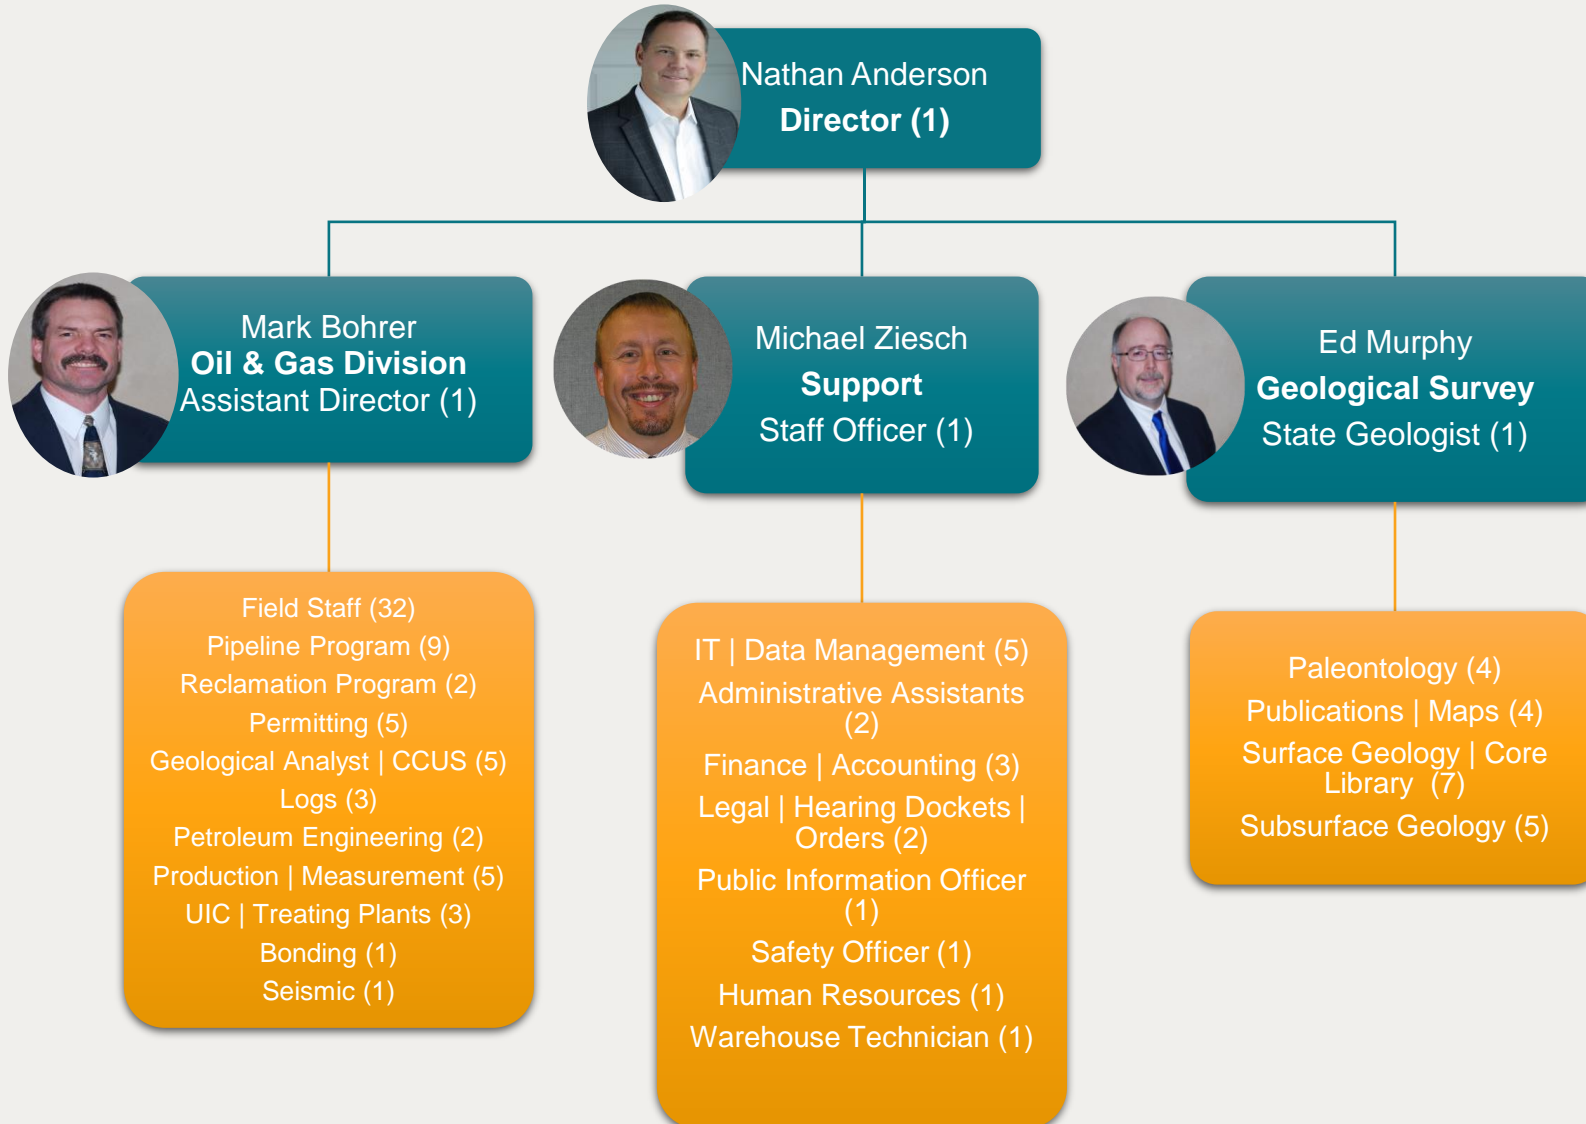 Nathan Anderson
Director (1)
Mark Bohrer
Oil & Gas Division
Assistant Director (1)
Michael Ziesch
Support
Staff Officer (1)
Ed Murphy
Geological Survey
State Geologist (1)
Field Staff (32)
Pipeline Program (9)
Reclamation Program (2)
Permitting (5)
Geological Analyst | CCUS (5)
Logs (3)
Petroleum Engineering (2)
Production | Measurement (5)
UIC | Treating Plants (3)
Bonding (1)
Seismic (1)
IT | Data Management (5)
Administrative Assistants
(2)
Finance | Accounting (3)
Legal | Hearing Dockets |
Orders (2)
Public Information Officer
(1)
Safety Officer (1)
Human Resources (1)
Warehouse Technician (1)
Paleontology (4)
Publications | Maps (4)
Surface Geology | Core
Library (7)
Subsurface Geology (5)